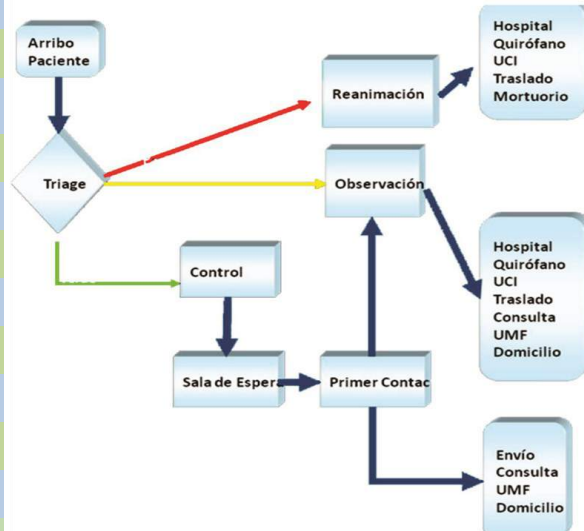 Arribo
Paciente
Triage
Reanimación
Hospital
Quirófano
UCI
Traslado
Mortuorio
Observación
Hospital
Quirófano
UCI
Traslado
Consulta
UMF
Domicilio
Control
Sala de Espera
Primer Contac
Envío
Consulta
UMF
Domicilio